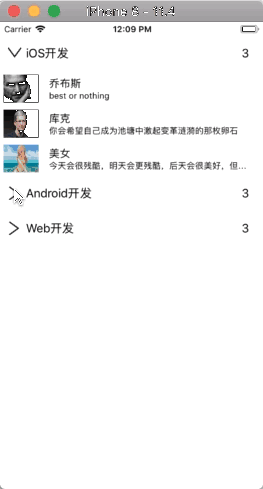 iPhone 6 - 11.4
Carrier 12:09 PM
iOS开发 3
乔布斯
best or nothing
库克
你会希望自己成为池塘中激起变革涟漪的那枚卵石
美女
今天会很残酷，明天会更残酷，后天会很美好，但...
Android开发 3
Web开发 3